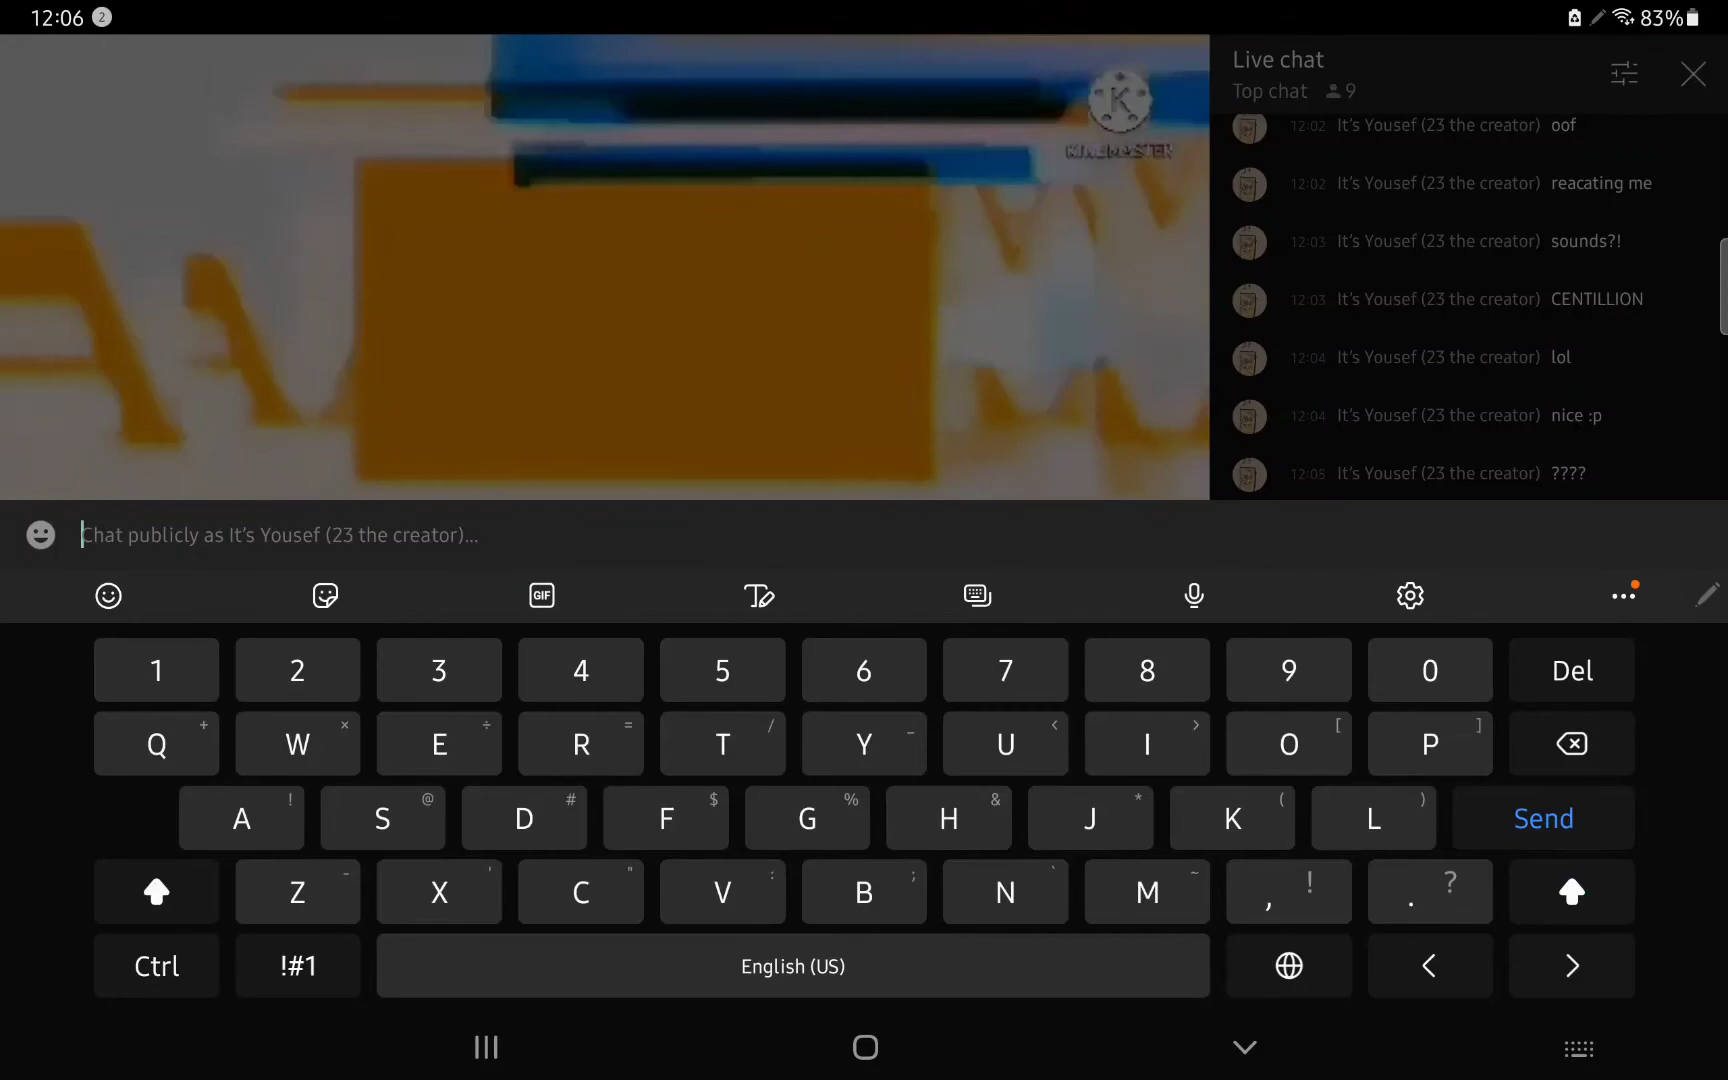 12:06 2
83%
KINEMASTER
Live chat
Top chat 9
12:02 It's Yousef (23 the creator) oof
12:02 It's Yousef (23 the creator) reacating me
12:03 It's Yousef (23 the creator) sounds?!
12:03 It's Yousef (23 the creator) CENTILLION
12:04 It's Yousef (23 the creator) lol
12:04 It's Yousef (23 the creator) nice :p
12:05 It's Yousef (23 the creator) ????
Chat publicly as It's Yousef (23 the creator)...
GIF
1 2 3 4 5 6 7 8 9 0 Del
Q + W × E ÷ R = T / Y _ U < I > O [ P ]
A ! S @ D # F $ G % H & J * K ( L ) Send
Z - X ' C " V : B ; N ` M ~ , ! . ?
Ctrl !#1 English (US) < >